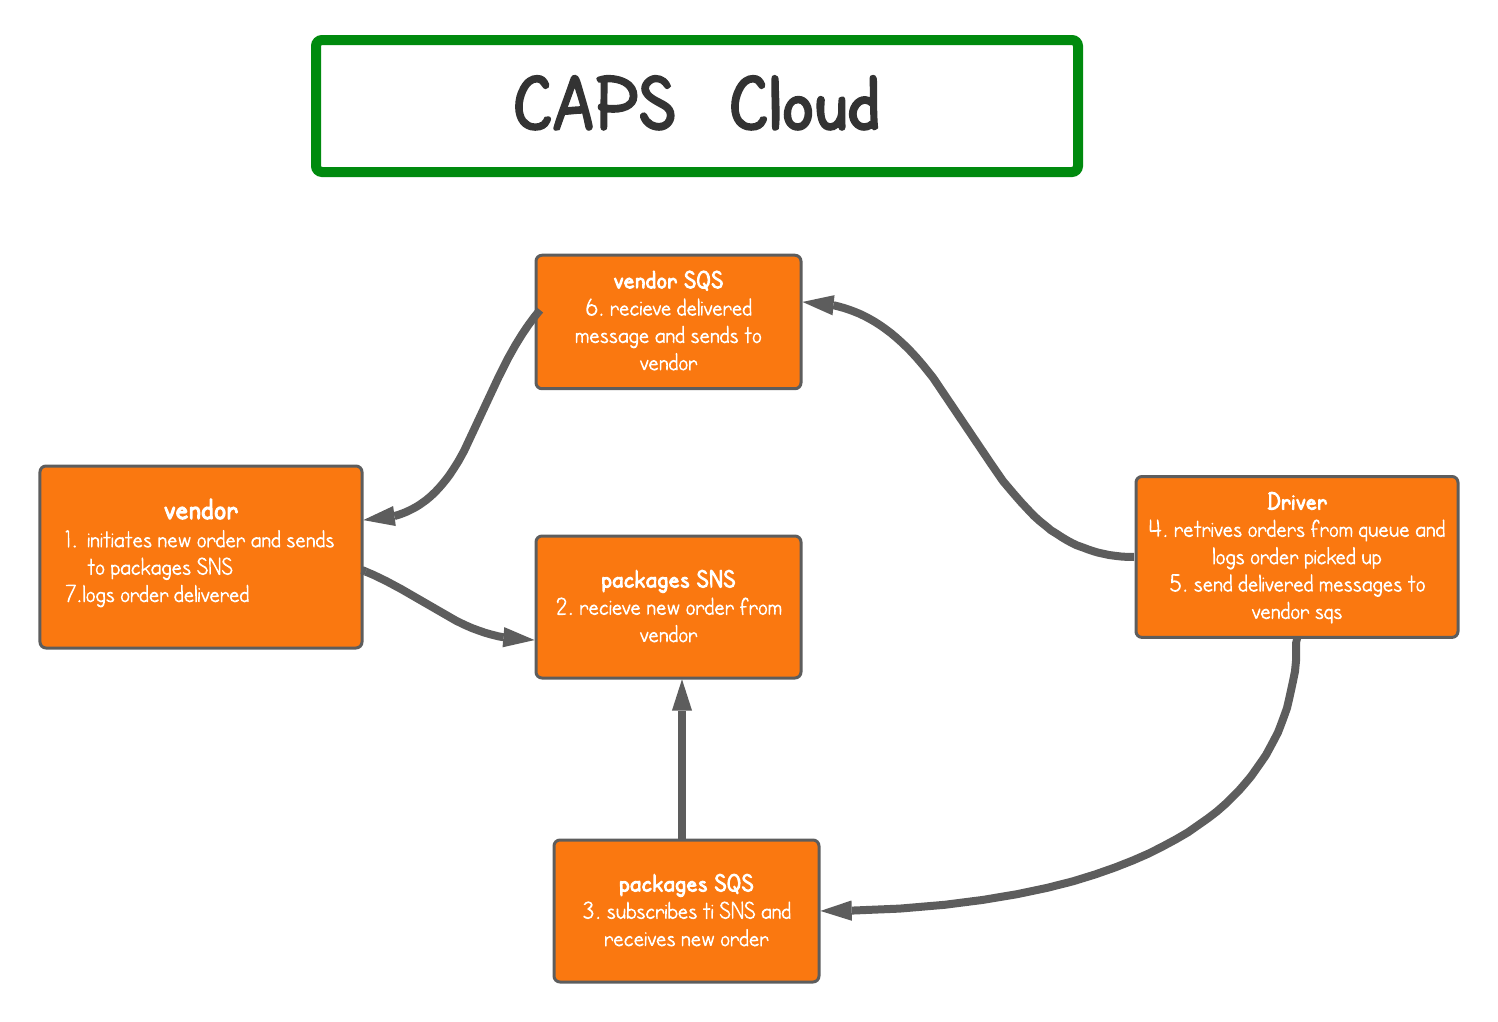 CAPS Cloud
vendor SQS
6. recieve delivered
message and sends to
vendor
vendor
1. initiates new order and sends
to packages SNS
7.logs order delivered
packages SNS
2. recieve new order from
vendor
Driver
4. retrives orders from queue and
logs order picked up
5. send delivered messages to
vendor sqs
packages SQS
3. subscribes ti SNS and
receives new order